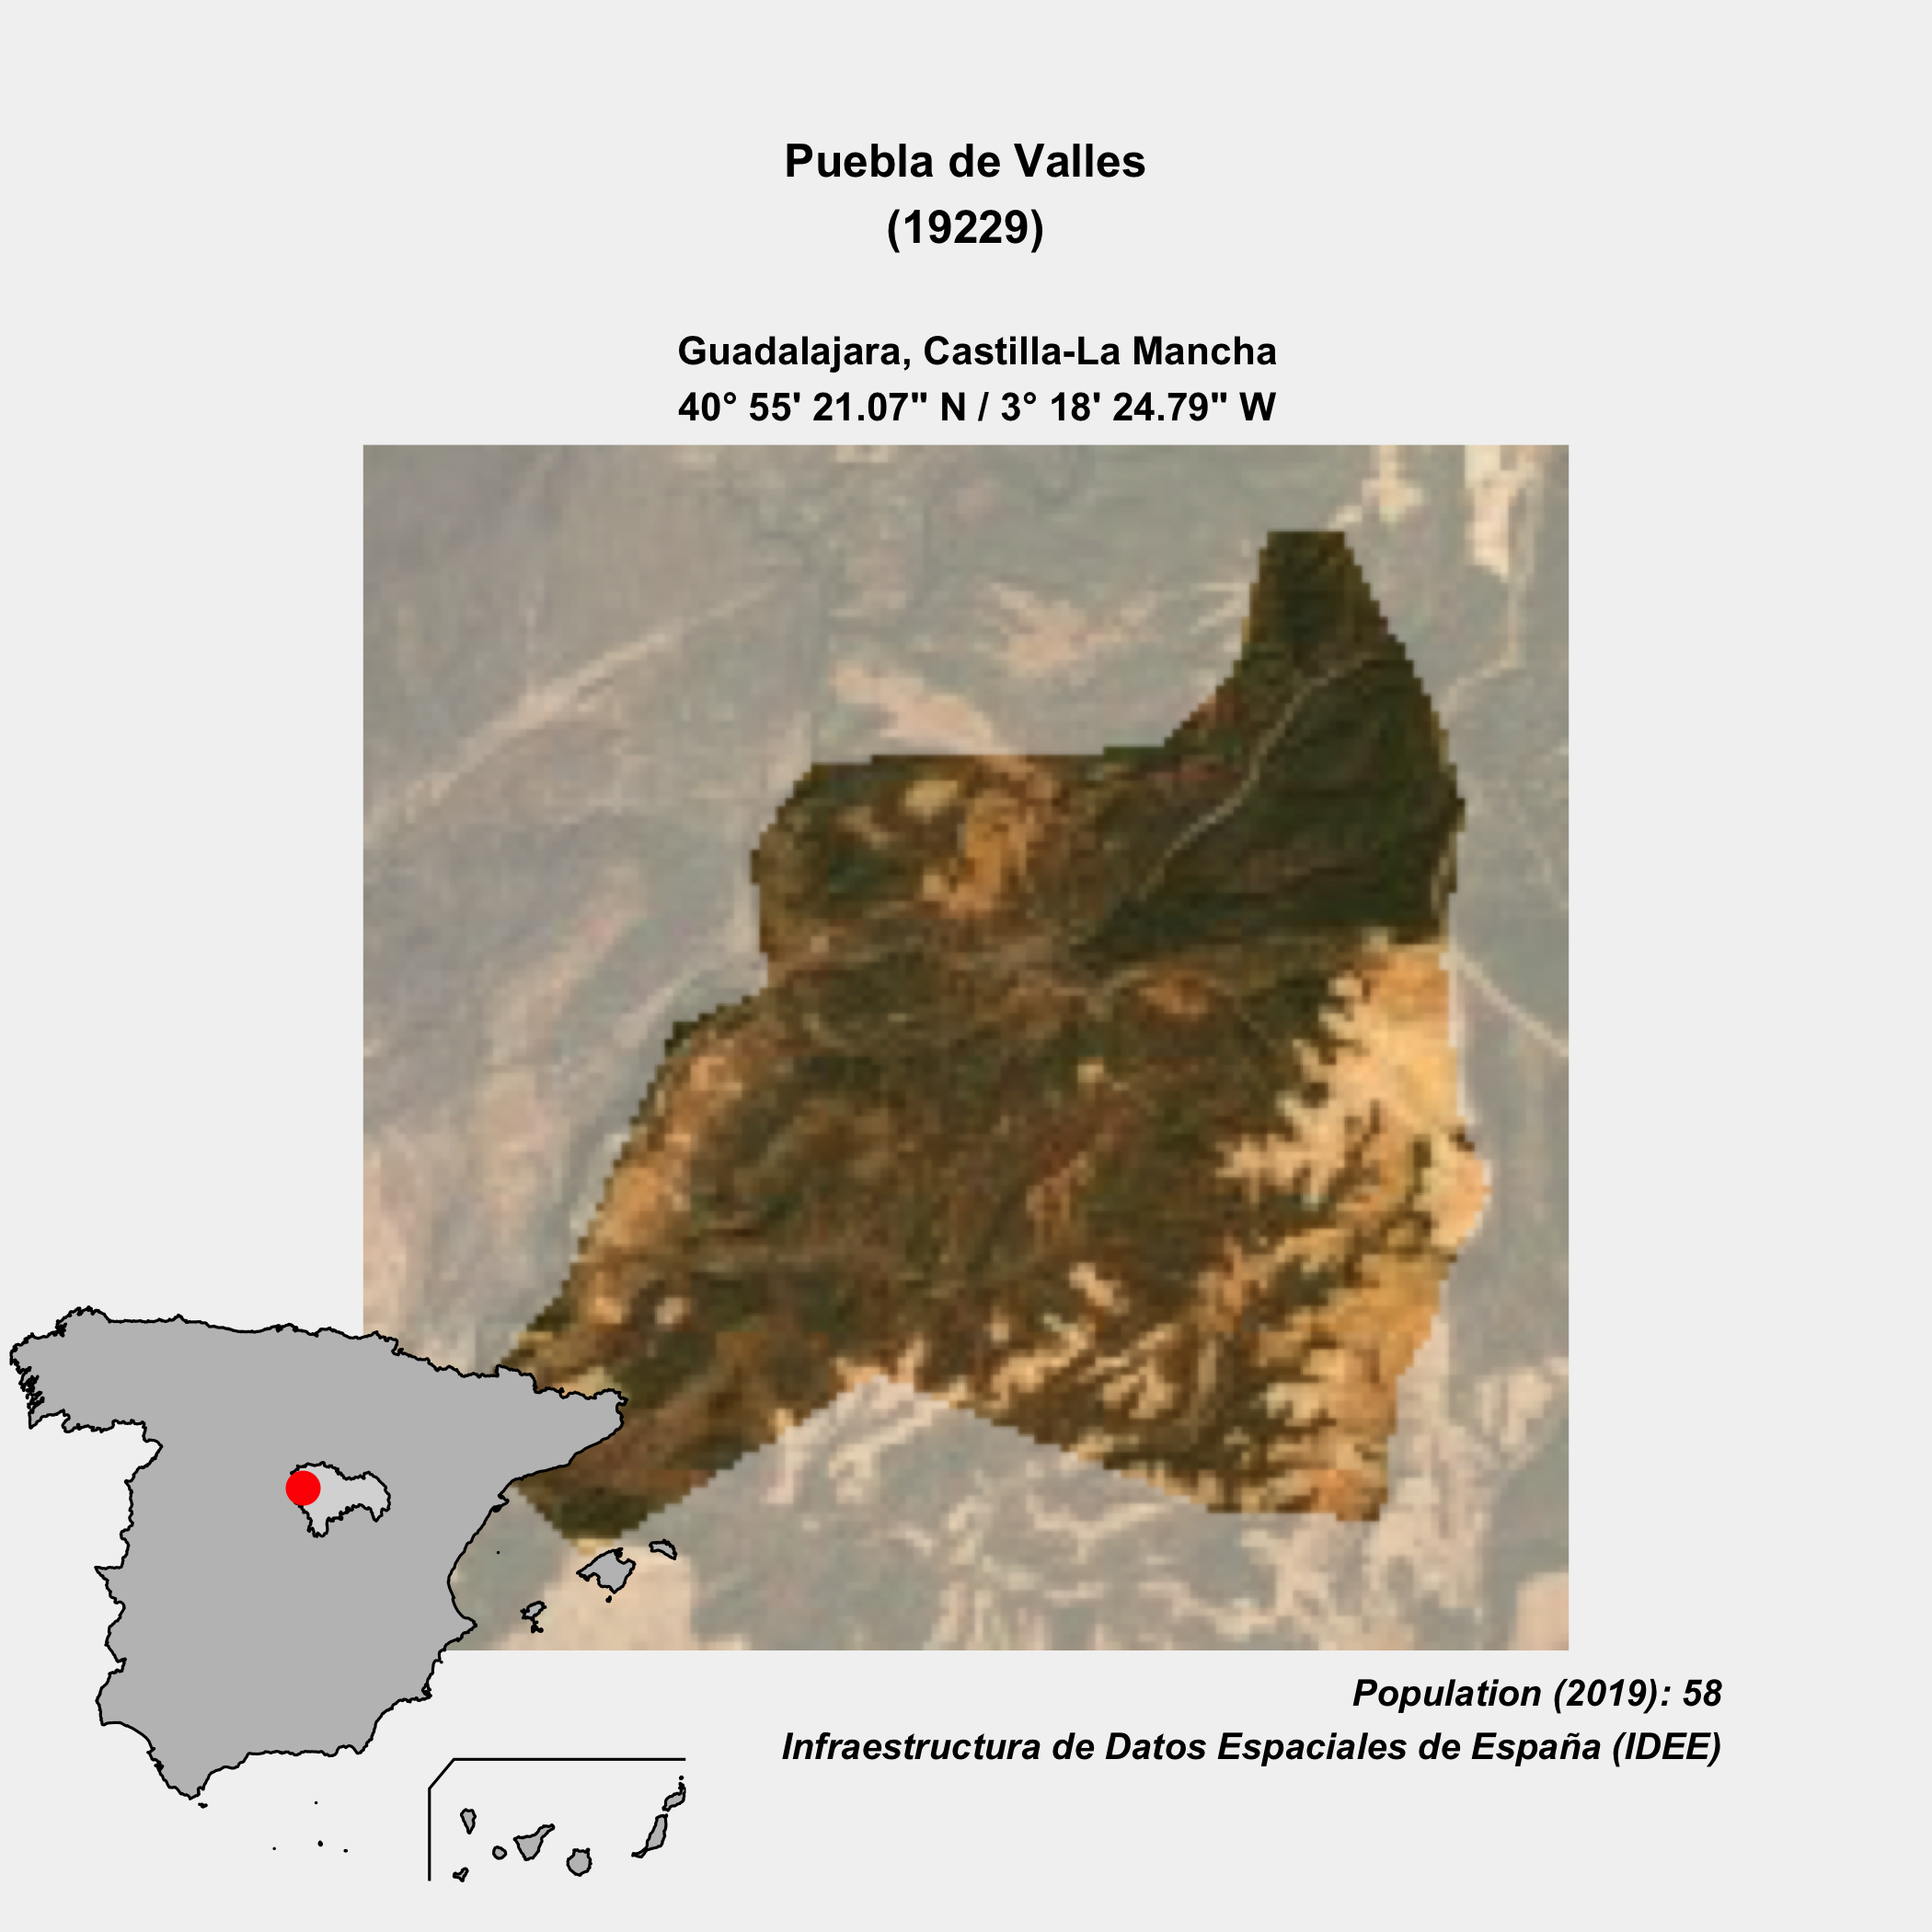 Puebla de Valles
(19229)
Guadalajara, Castilla-La Mancha
40° 55' 21.07" N / 3° 18' 24.79" W
Population (2019): 58
Infraestructura de Datos Espaciales de España (IDEE)